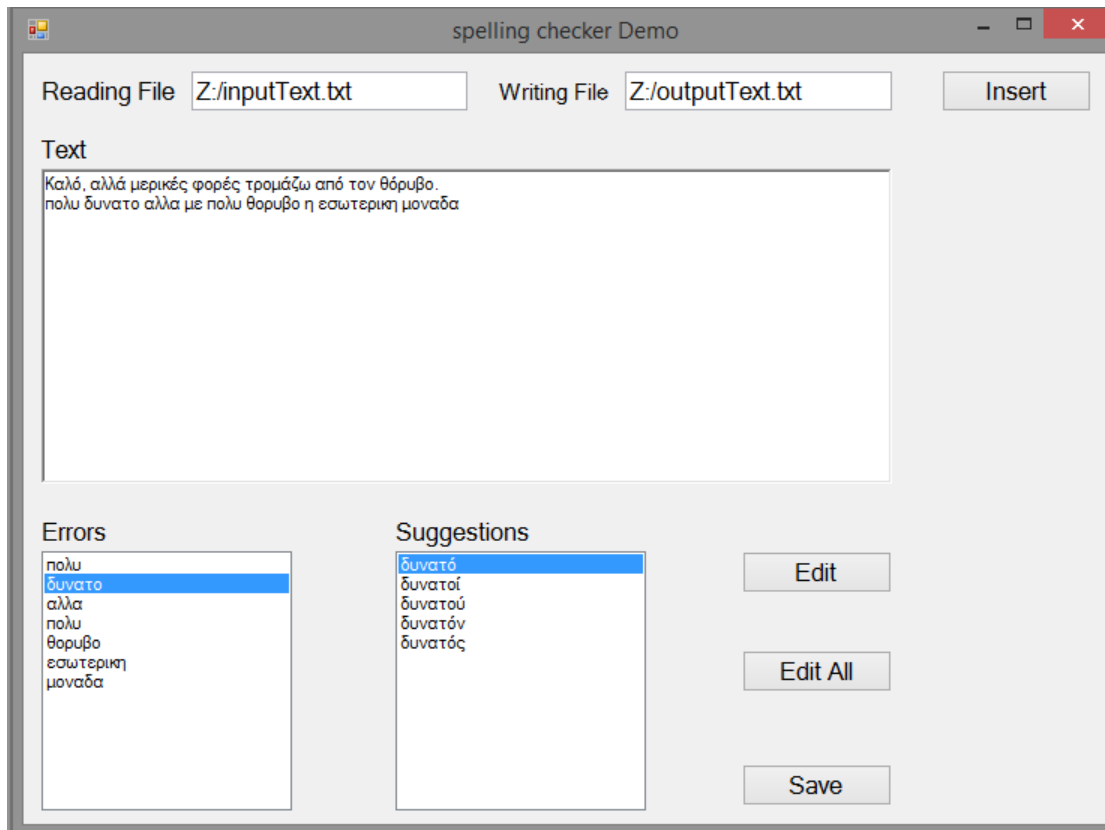 spelling checker Demo
Reading File Z:/inputText.txt Writing File Z:/outputText.txt Insert
Text
Καλό, αλλά μερικές φορές τρομάζω από τον θόρυβο.
πολυ δυνατο αλλα με πολυ θορυβο η εσωτερικη μοναδα
Errors
πολυ
δυνατο
αλλα
πολυ
θορυβο
εσωτερικη
μοναδα
Suggestions
δυνατό
δυνατοί
δυνατού
δυνατόν
δυνατός
Edit
Edit All
Save